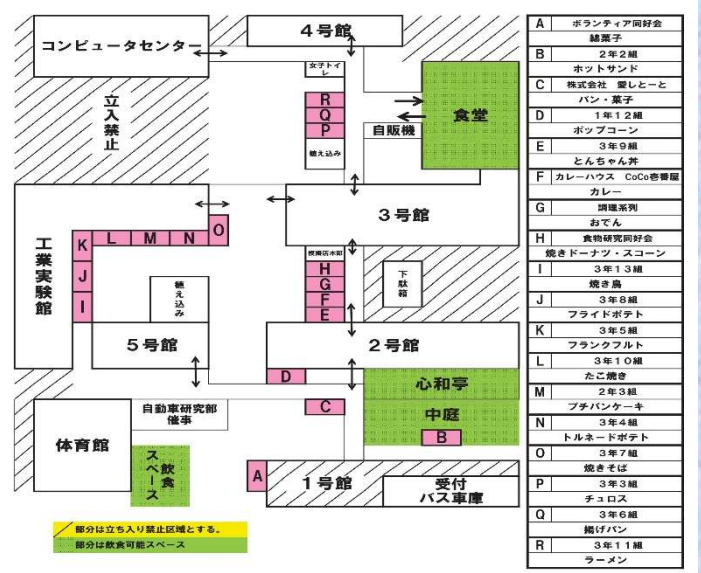 コンピュータセンター
4号館
女子トイレ
立入禁止
R
Q
P
植え込み
自販機
食堂
工業実験館
K
L
M
N
O
J
I
3号館
H
G
F
E
下駄箱
植え込み
5号館
2号館
D
心和亭
中庭
B
C
自動車研究部
催事
体育館
飲食
スペース
A
1号館
受付
バス車庫
部分は立ち入り禁止区域とする。
部分は飲食可能スペース
A ボランティア同好会
綿菓子
B 2年2組
ホットサンド
C 株式会社 愛しとーと
パン・菓子
D 1年12組
ポップコーン
E 3年9組
とんちゃん丼
F カレーハウス CoCo壱番屋
カレー
G 調理系列
おでん
H 食物研究同好会
焼きドーナツ・スコーン
I 3年13組
焼き鳥
J 3年8組
フライドポテト
K 3年5組
フランクフルト
L 3年10組
たこ焼き
M 2年3組
プチパンケーキ
N 3年4組
トルネードポテト
O 3年7組
焼きそば
P 3年3組
チュロス
Q 3年6組
揚げパン
R 3年11組
ラーメン